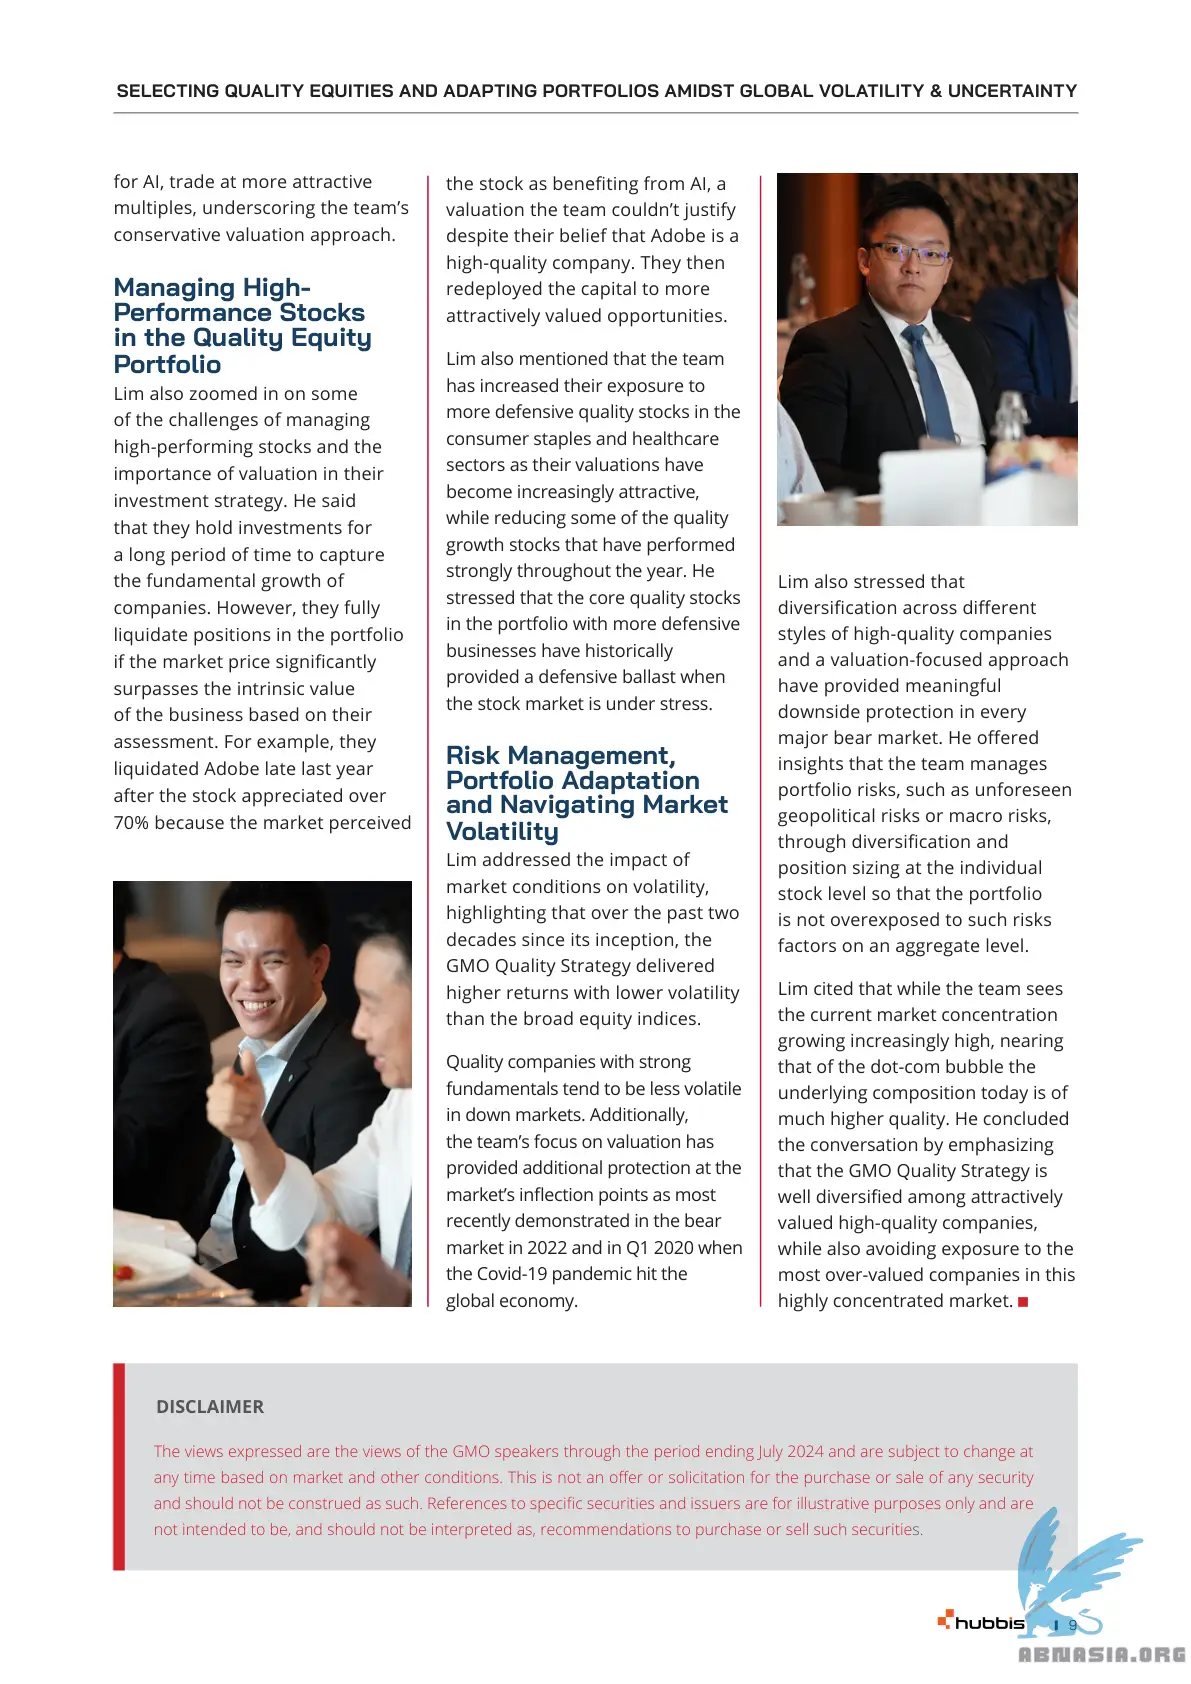 SELECTING QUALITY EQUITIES AND ADAPTING PORTFOLIOS AMIDST GLOBAL VOLATILITY & UNCERTAINTY
for AI, trade at more attractive
multiples, underscoring the team’s
conservative valuation approach.
Managing High-
Performance Stocks
in the Quality Equity
Portfolio
Lim also zoomed in on some
of the challenges of managing
high-performing stocks and the
importance of valuation in their
investment strategy. He said
that they hold investments for
a long period of time to capture
the fundamental growth of
companies. However, they fully
liquidate positions in the portfolio
if the market price significantly
surpasses the intrinsic value
of the business based on their
assessment. For example, they
liquidated Adobe late last year
after the stock appreciated over
70% because the market perceived
the stock as benefiting from AI, a
valuation the team couldn’t justify
despite their belief that Adobe is a
high-quality company. They then
redeployed the capital to more
attractively valued opportunities.
Lim also mentioned that the team
has increased their exposure to
more defensive quality stocks in the
consumer staples and healthcare
sectors as their valuations have
become increasingly attractive,
while reducing some of the quality
growth stocks that have performed
strongly throughout the year. He
stressed that the core quality stocks
in the portfolio with more defensive
businesses have historically
provided a defensive ballast when
the stock market is under stress.
Risk Management,
Portfolio Adaptation
and Navigating Market
Volatility
Lim addressed the impact of
market conditions on volatility,
highlighting that over the past two
decades since its inception, the
GMO Quality Strategy delivered
higher returns with lower volatility
than the broad equity indices.
Quality companies with strong
fundamentals tend to be less volatile
in down markets. Additionally,
the team’s focus on valuation has
provided additional protection at the
market’s inflection points as most
recently demonstrated in the bear
market in 2022 and in Q1 2020 when
the Covid-19 pandemic hit the
global economy.
Lim also stressed that
diversification across different
styles of high-quality companies
and a valuation-focused approach
have provided meaningful
downside protection in every
major bear market. He offered
insights that the team manages
portfolio risks, such as unforeseen
geopolitical risks or macro risks,
through diversification and
position sizing at the individual
stock level so that the portfolio
is not overexposed to such risks
factors on an aggregate level.
Lim cited that while the team sees
the current market concentration
growing increasingly high, nearing
that of the dot-com bubble the
underlying composition today is of
much higher quality. He concluded
the conversation by emphasizing
that the GMO Quality Strategy is
well diversified among attractively
valued high-quality companies,
while also avoiding exposure to the
most over-valued companies in this
highly concentrated market.
DISCLAIMER
The views expressed are the views of the GMO speakers through the period ending July 2024 and are subject to change at
any time based on market and other conditions. This is not an offer or solicitation for the purchase or sale of any security
and should not be construed as such. References to specific securities and issuers are for illustrative purposes only and are
not intended to be, and should not be interpreted as, recommendations to purchase or sell such securities.
hubbis
9
ABNASIA.ORG